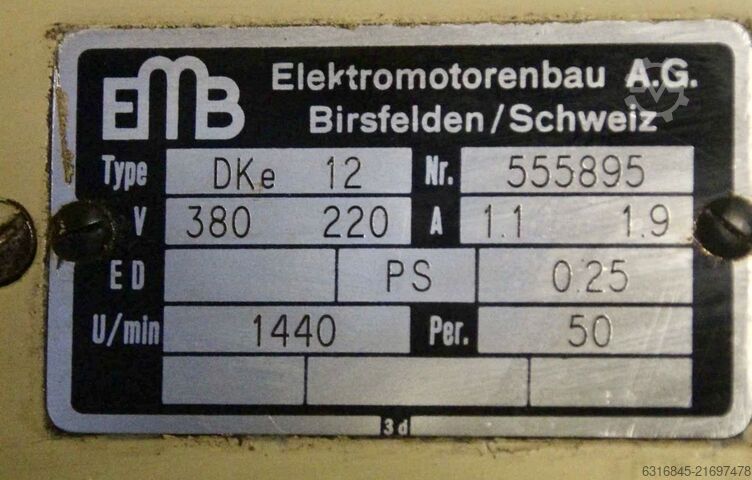 EMB Elektromotorenbau A.G.
Birsfelden/Schweiz
Type DKe 12 Nr. 555895
V 380 220 A 1.1 1.9
ED PS 0.25
U/min 1440 Per. 50
3d
6316845-21697478